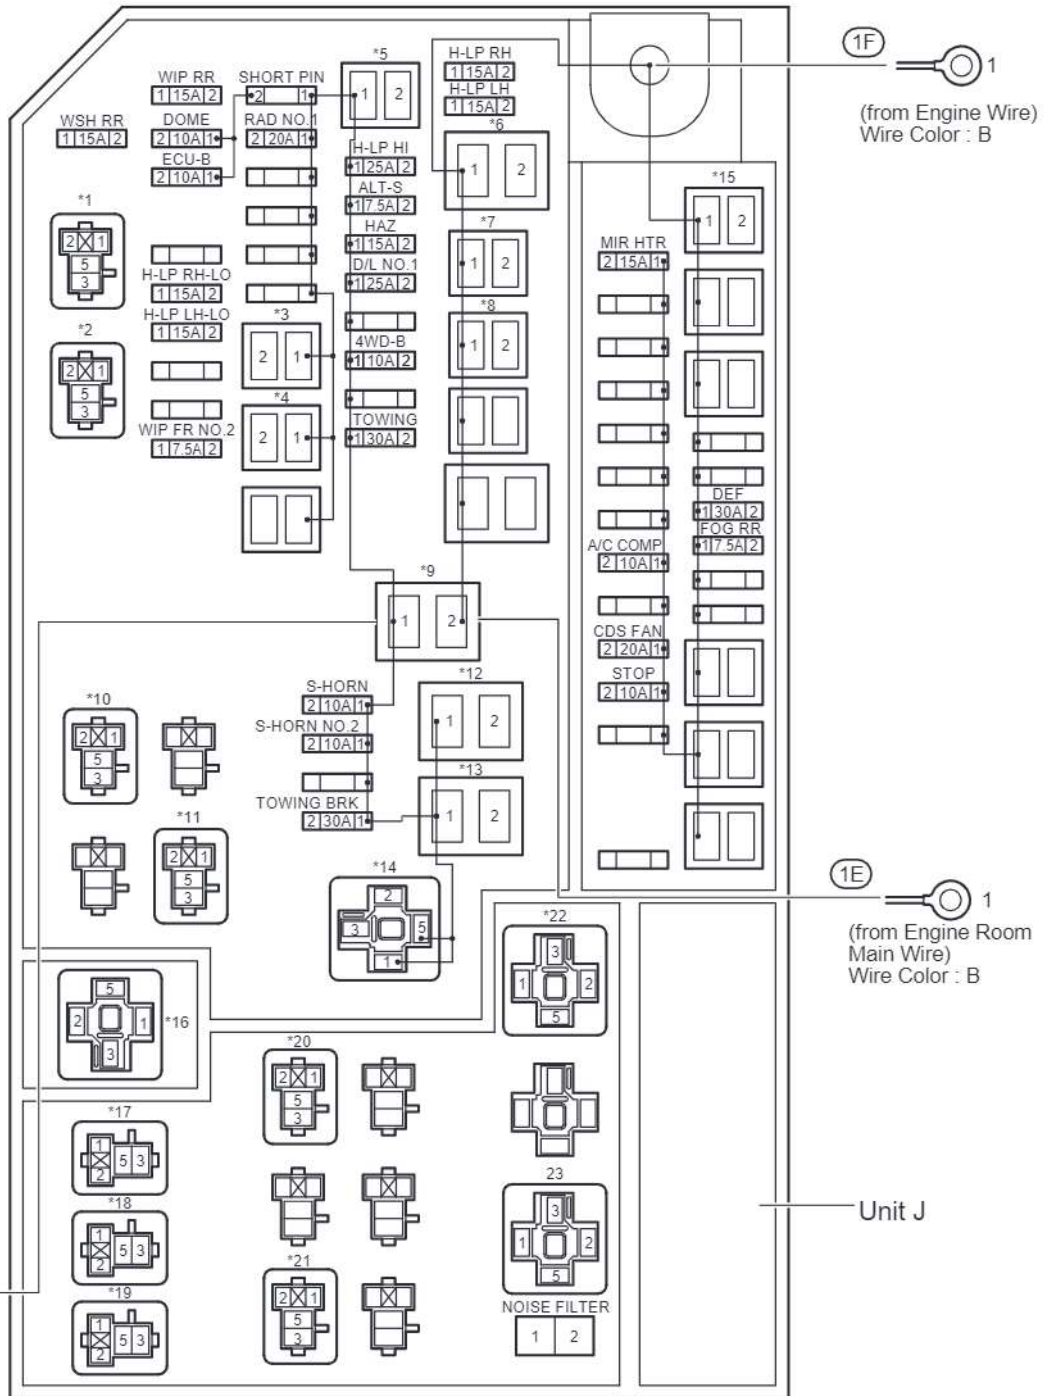 *5
H-LP RH
1 15A 2
1F
1
(from Engine Wire)
Wire Color : B
WIP RR
1 15A 2
SHORT PIN
2 1
1 2
H-LP LH
1 15A 2
WSH RR
1 15A 2
DOME
2 10A 1
RAD NO.1
2 20A 1
*6
1 2
ECU-B
2 10A 1
H-LP HI
1 25A 2
ALT-S
1 7.5A 2
HAZ
1 15A 2
D/L NO.1
1 25A 2
*15
1 2
*1
2 1
5
3
*7
1 2
MIR HTR
2 15A 1
H-LP RH-LO
1 15A 2
H-LP LH-LO
1 15A 2
*3
2 1
*8
1 2
*2
2 1
5
3
4WD-B
1 10A 2
*4
2 1
TOWING
1 30A 2
WIP FR NO.2
1 7.5A 2
DEF
1 30A 2
FOG RR
1 7.5A 2
A/C COMP
2 10A 1
*9
1 2
CDS FAN
2 20A 1
STOP
2 10A 1
S-HORN
2 10A 1
S-HORN NO.2
2 10A 1
TOWING BRK
2 30A 1
*12
1 2
*13
1 2
*10
2 1
5
3
*11
2 1
5
3
*14
2
3 5
1
1E
1
(from Engine Room
Main Wire)
Wire Color : B
*22
3
1 2
5
*16
5
2 1
3
*20
2 1
5
3
*17
1
5 3
2
*18
1
5 3
2
*19
1
5 3
2
*21
2 1
5
3
23
3
1 2
5
NOISE FILTER
1 2
Unit J